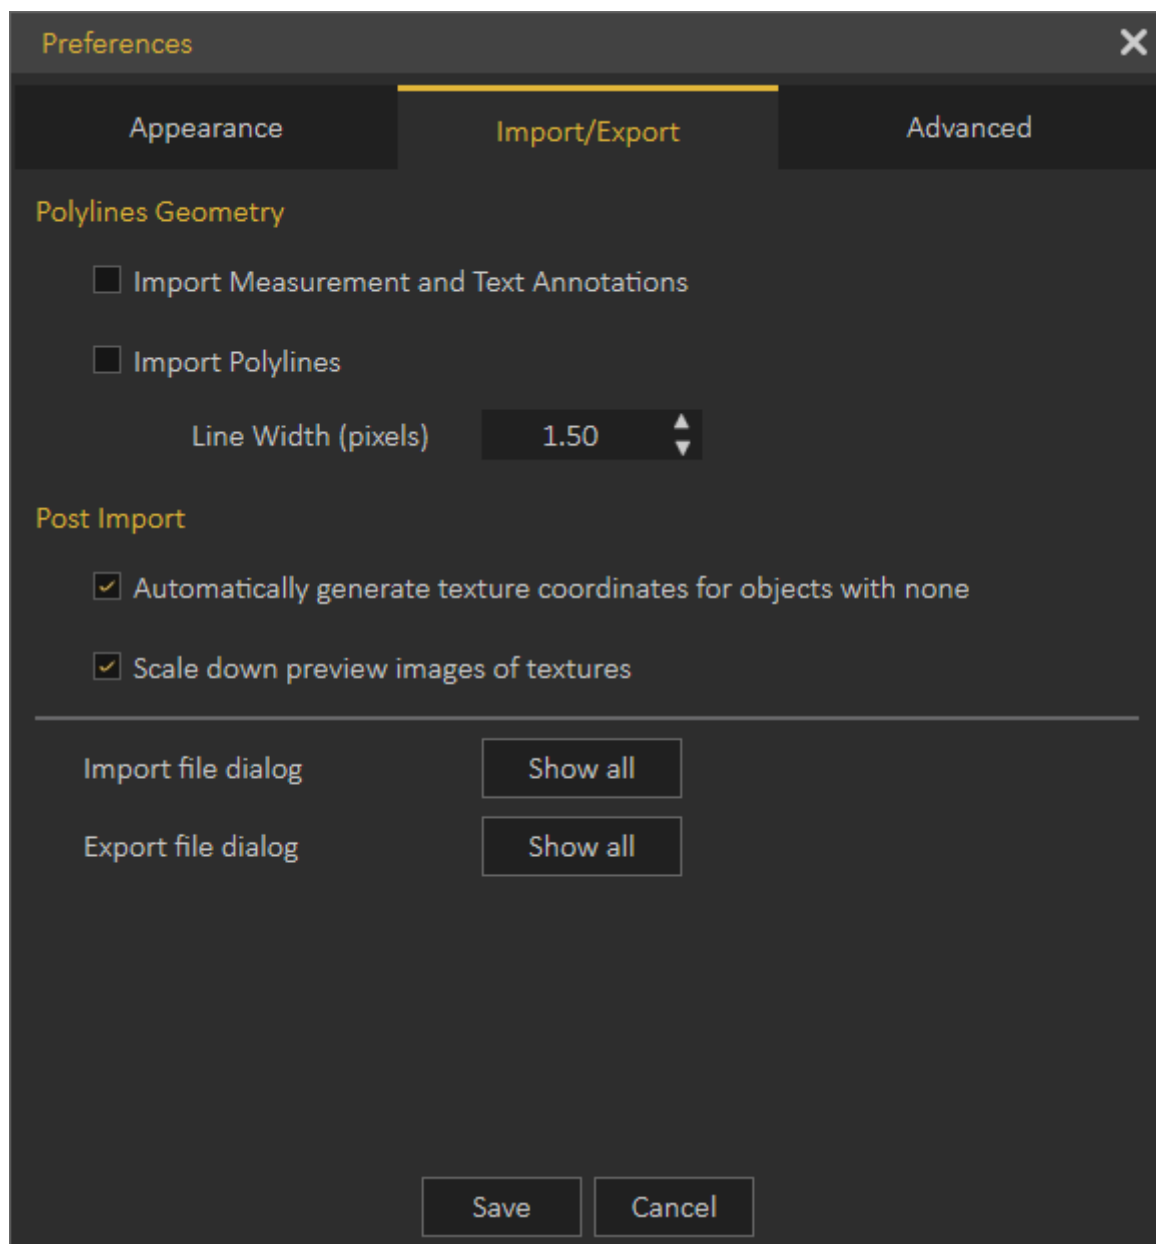 Preferences
Appearance Import/Export Advanced
Polylines Geometry
Import Measurement and Text Annotations
Import Polylines
Line Width (pixels) 1.50
Post Import
Automatically generate texture coordinates for objects with none
Scale down preview images of textures
Import file dialog Show all
Export file dialog Show all
Save Cancel